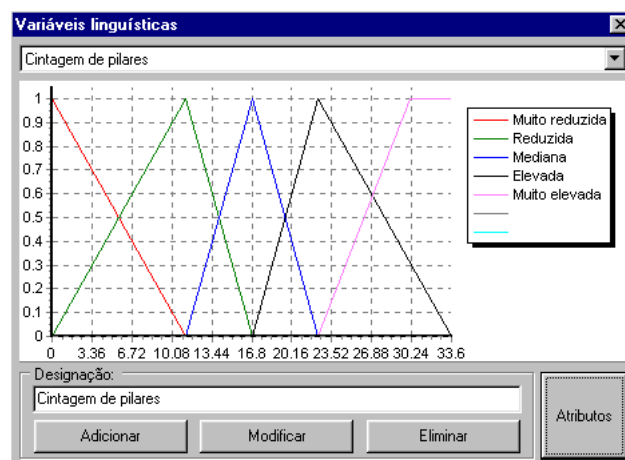 Variáveis linguísticas
Cintagem de pilares
1
0.9
0.8
0.7
0.6
0.5
0.4
0.3
0.2
0.1
0
0 3.36 6.72 10.08 13.44 16.8 20.16 23.52 26.88 30.24 33.6
Muito reduzida
Reduzida
Mediana
Elevada
Muito elevada
Designação:
Cintagem de pilares
Adicionar Modificar Eliminar
Atributos